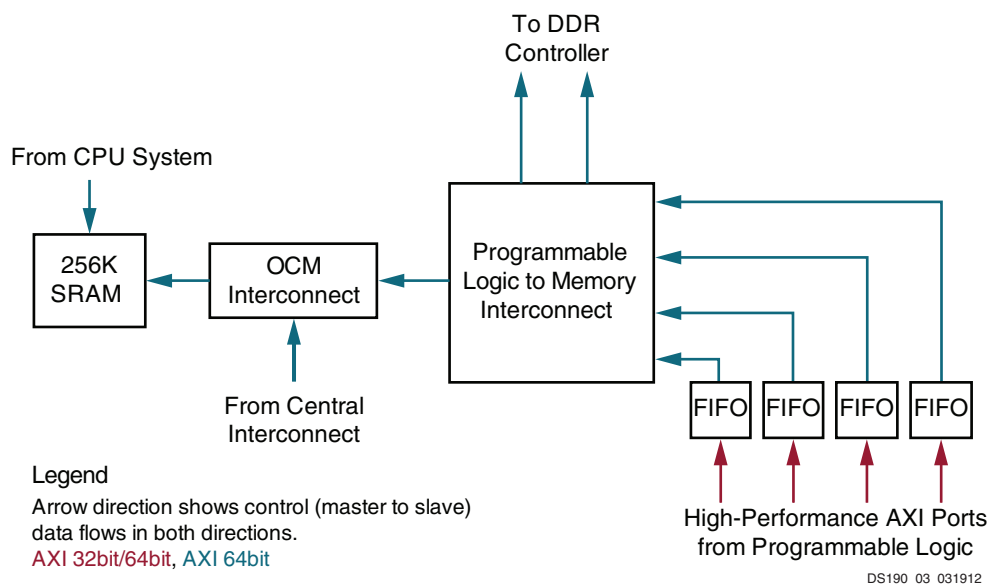 To DDR
Controller
From CPU System
256K
SRAM
OCM
Interconnect
Programmable
Logic to Memory
Interconnect
From Central
Interconnect
FIFO FIFO FIFO FIFO
High-Performance AXI Ports
from Programmable Logic
Legend
Arrow direction shows control (master to slave)
data flows in both directions.
AXI 32bit/64bit, AXI 64bit
DS190_03_031912